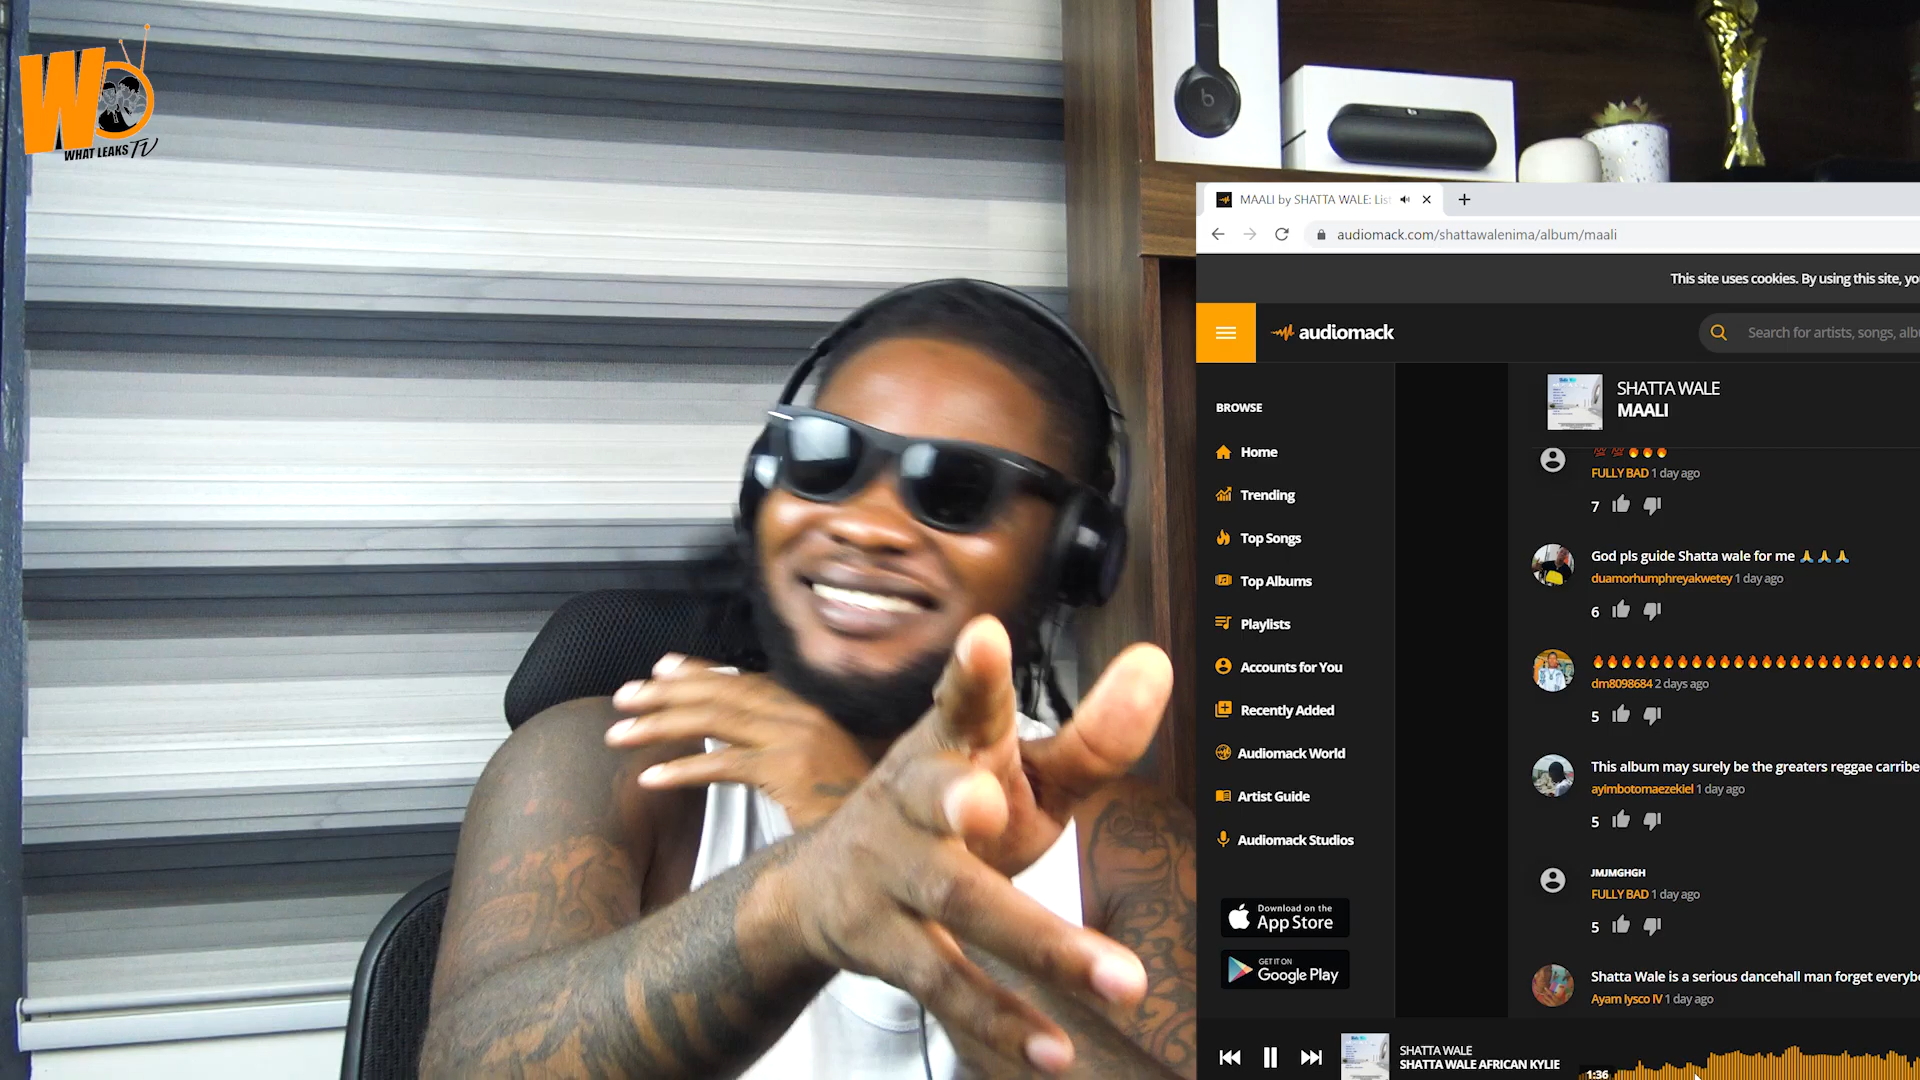 WO
WHAT LEAKS TV
b
MAALI by SHATTA WALE: Lis
audiomack.com/shattawalenima/album/maali
This site uses cookies. By using this site, yo
audiomack
Search for artists, songs, alb
BROWSE
Home
Trending
Top Songs
Top Albums
Playlists
Accounts for You
Recently Added
Audiomack World
Artist Guide
Audiomack Studios
Download on the
App Store
GET IT ON
Google Play
SHATTA WALE
MAALI
💯 💯 🔥🔥🔥
FULLY BAD 1 day ago
7
God pls guide Shatta wale for me 🙏🙏🙏
duamorhumphreyakwetey 1 day ago
6
🔥🔥🔥🔥🔥🔥🔥🔥🔥🔥🔥🔥🔥🔥🔥🔥🔥🔥🔥🔥🔥🔥🔥
dm8098684 2 days ago
5
This album may surely be the greaters reggae carribe
ayimbotomaezekiel 1 day ago
5
JMJMGHGH
FULLY BAD 1 day ago
5
Shatta Wale is a serious dancehall man forget everybo
Ayam Iysco IV 1 day ago
SHATTA WALE
SHATTA WALE AFRICAN KYLIE
1:36